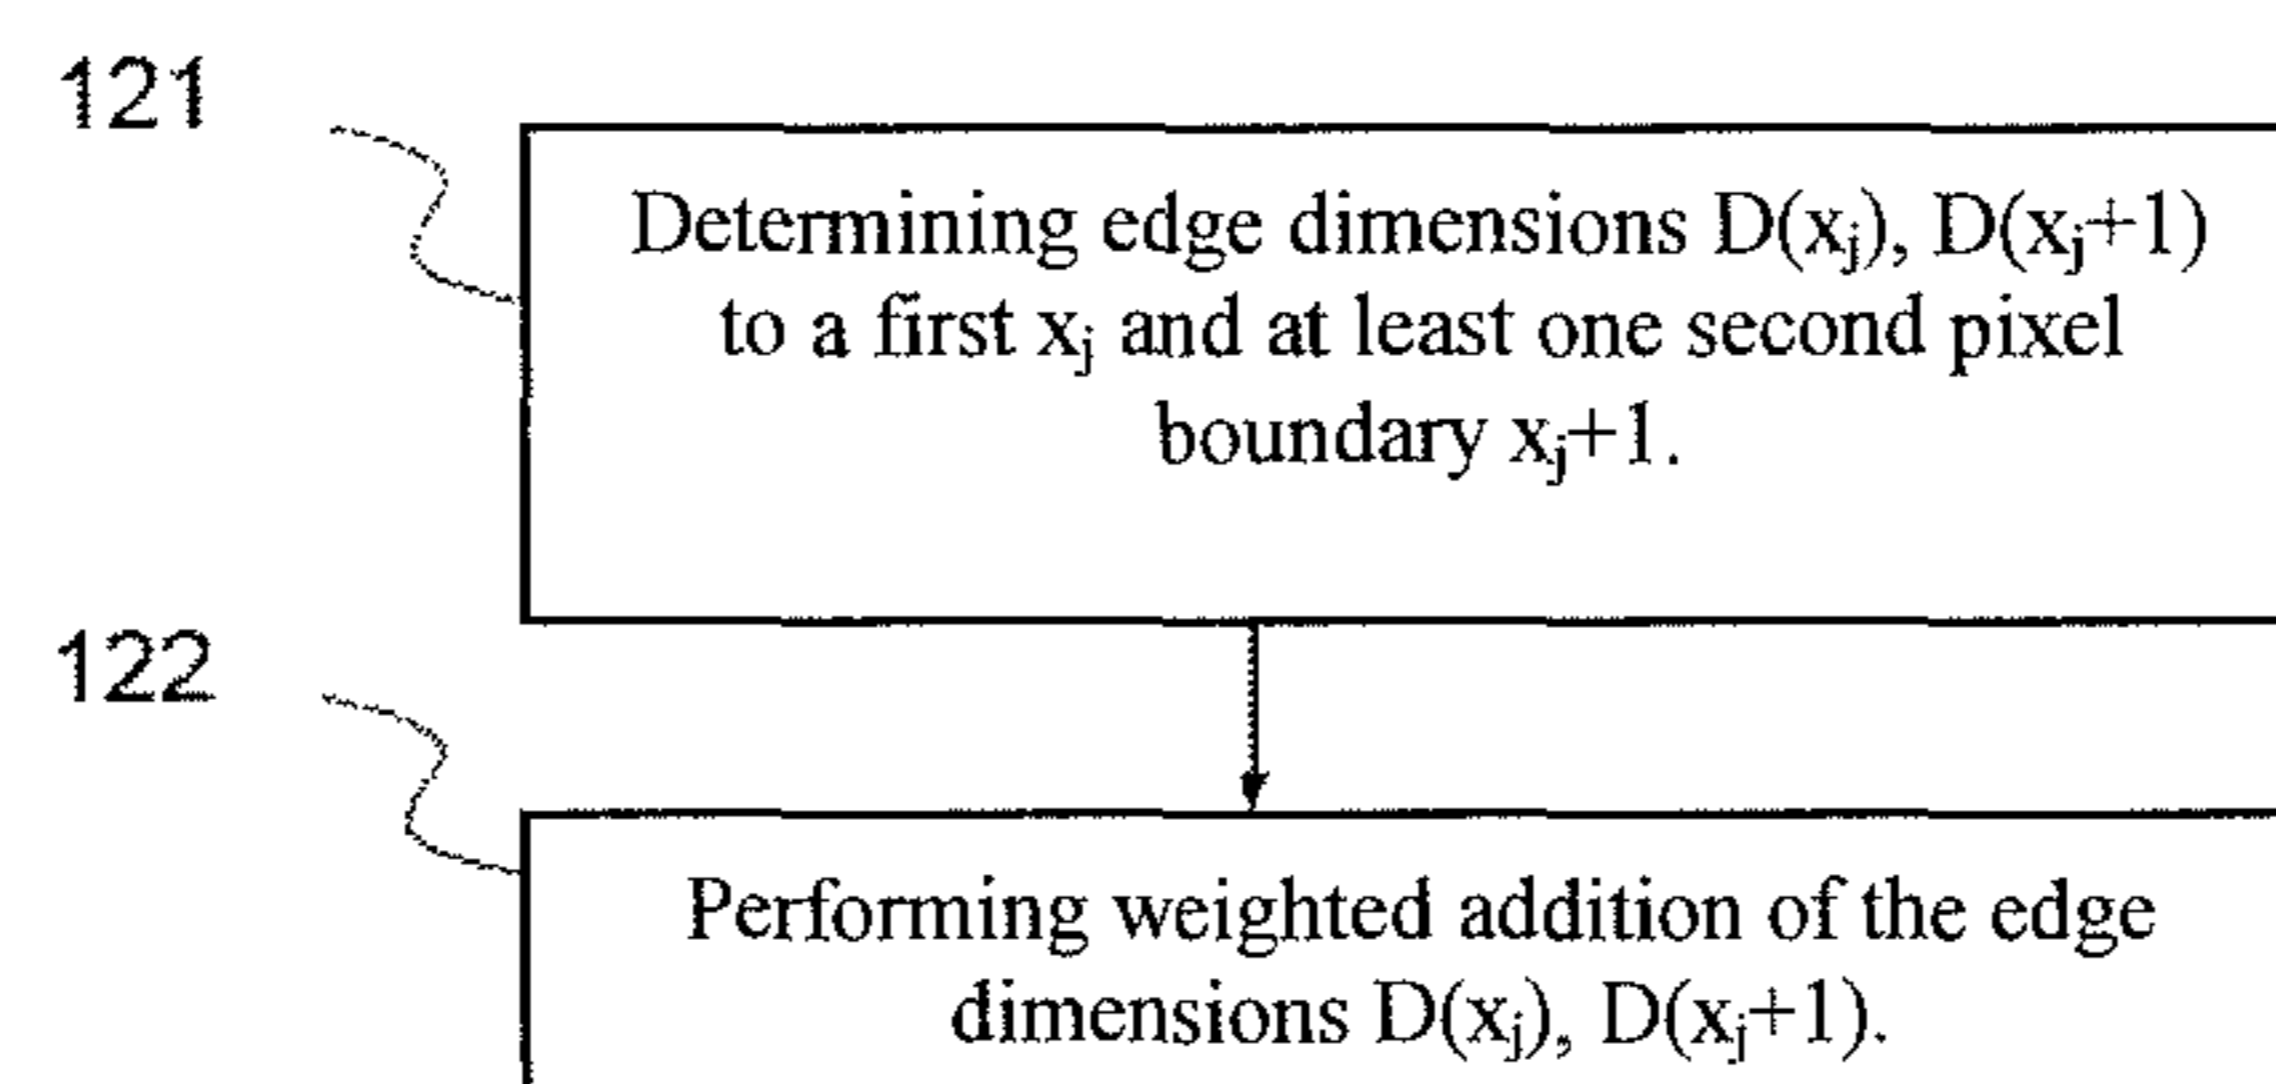 121
Determining edge dimensions D(xⱼ), D(xⱼ+1)
to a first xⱼ and at least one second pixel
boundary xⱼ+1.
122
Performing weighted addition of the edge
dimensions D(xⱼ), D(xⱼ+1).